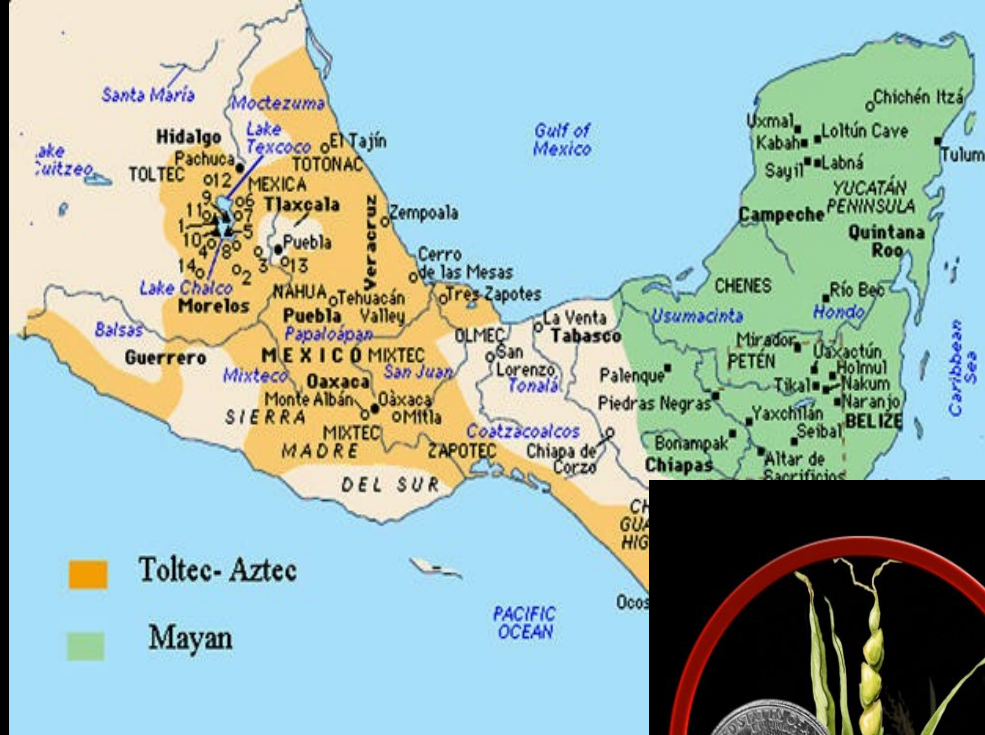 Santa María
Moctezuma
Hidalgo
Lake
Texcoco
El Tajín
Pachuca
TOTONAC
TOLTEC
12
MEXICA
9
6
Tlaxcala
11
7
1
5
10
Puebla
4
8
3
13
14
2
Lake Chalco
Morelos
NAHUA
Tehuacán
Puebla
Valley
Papaloápan
Veracruz
Zempoala
Cerro
de las Mesas
Tres Zapotes
Gulf of
Mexico
Balsas
Guerrero
MEXICO
MIXTEC
Mixteco
San Juan
Oaxaca
Monte Albán
Oaxaca
Mitla
SIERRA
MIXTEC
MADRE
ZAPOTEC
DEL SUR
OLMEC
La Venta
Tabasco
San
Lorenzo
Tonalá
Coatzacoalcos
Chiapa de
Corzo
Chichén Itzá
Uxmal
Loltún Cave
Kabah
Tulum
Sayil
Labná
YUCATÁN
PENINSULA
Campeche
Quintana
Roo
CHENES
Río Bec
Usumacinta
Hondo
Mirador
PETÉN
Uaxactún
Holmul
Palenque
Tikal
Nakum
Piedras Negras
Naranjo
Yaxchilán
BELIZE
Bonampak
Seibal
Chiapas
Altar de
Sacrificios
Caribbean
Sea
PACIFIC
OCEAN
Toltec- Aztec
Mayan